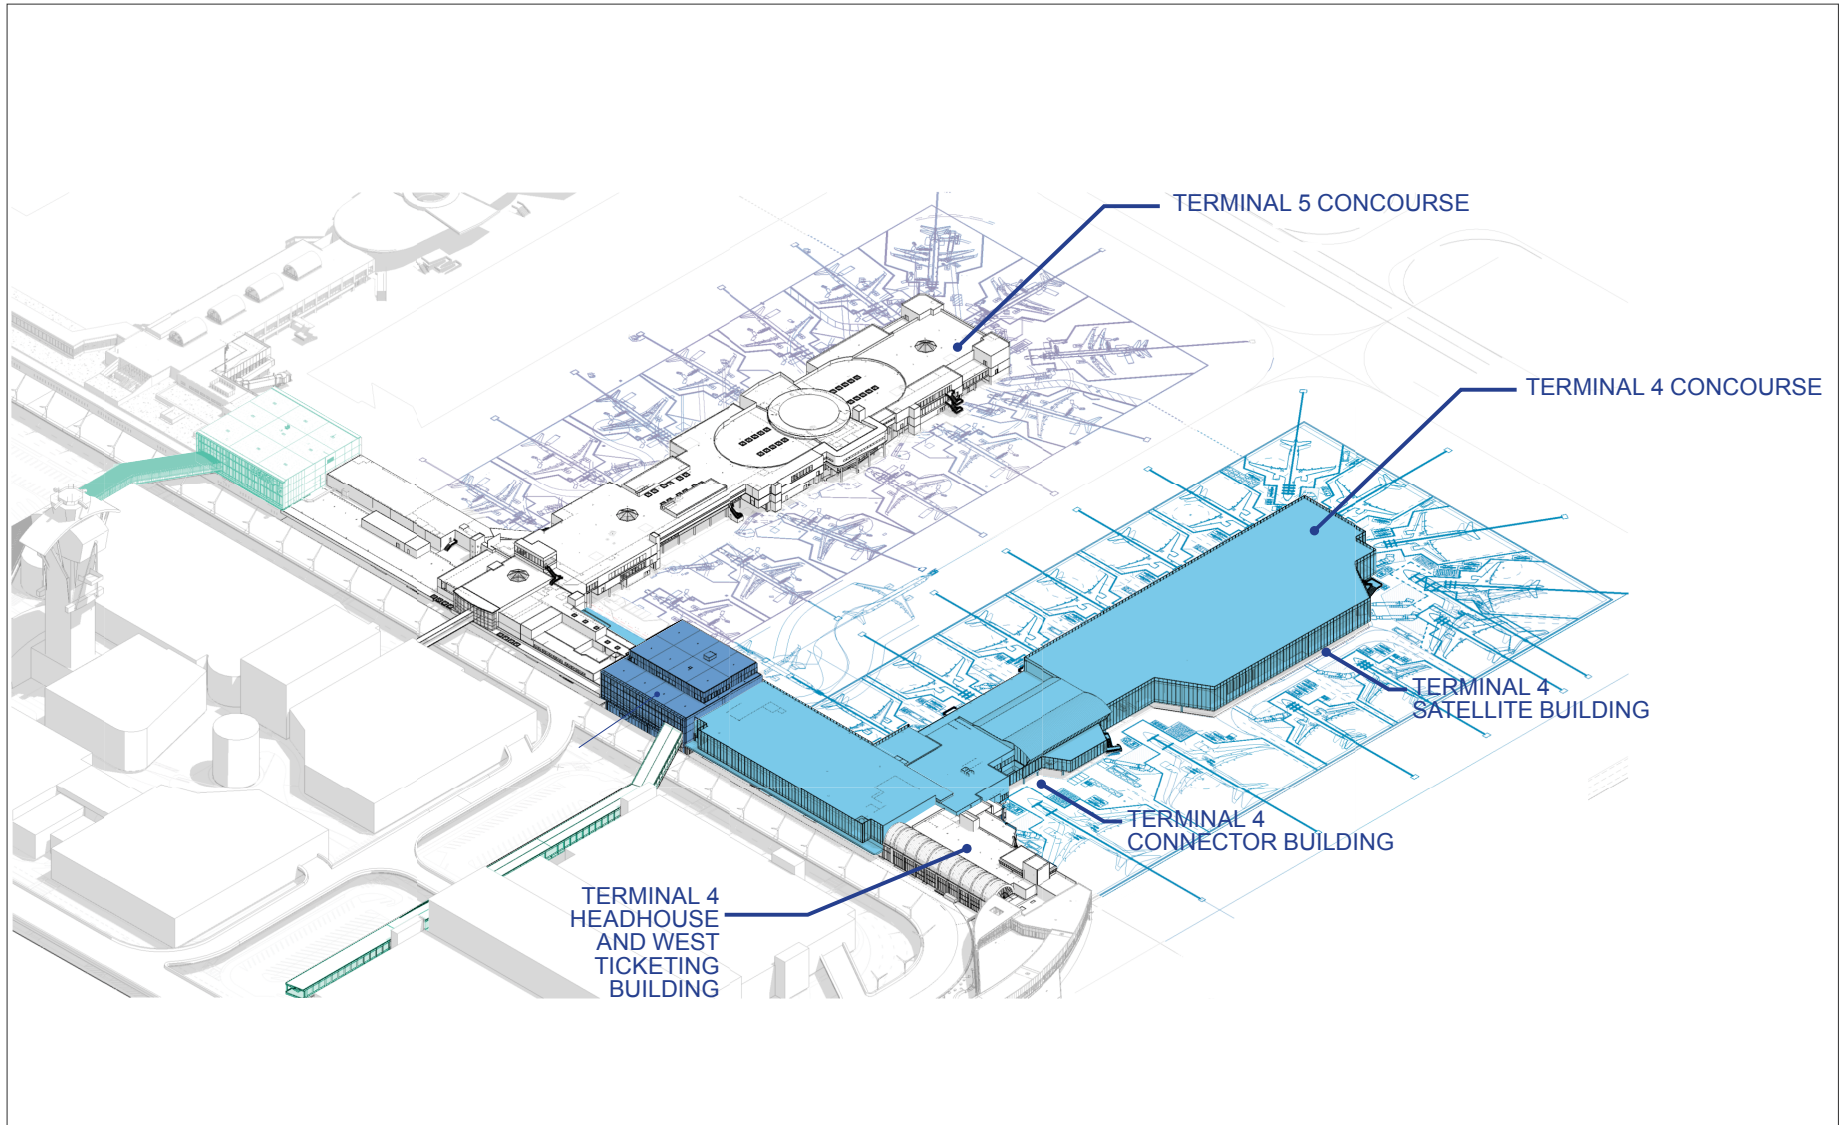 TERMINAL 5 CONCOURSE
TERMINAL 4 CONCOURSE
TERMINAL 4
SATELLITE BUILDING
TERMINAL 4
CONNECTOR BUILDING
TERMINAL 4
HEADHOUSE
AND WEST
TICKETING
BUILDING